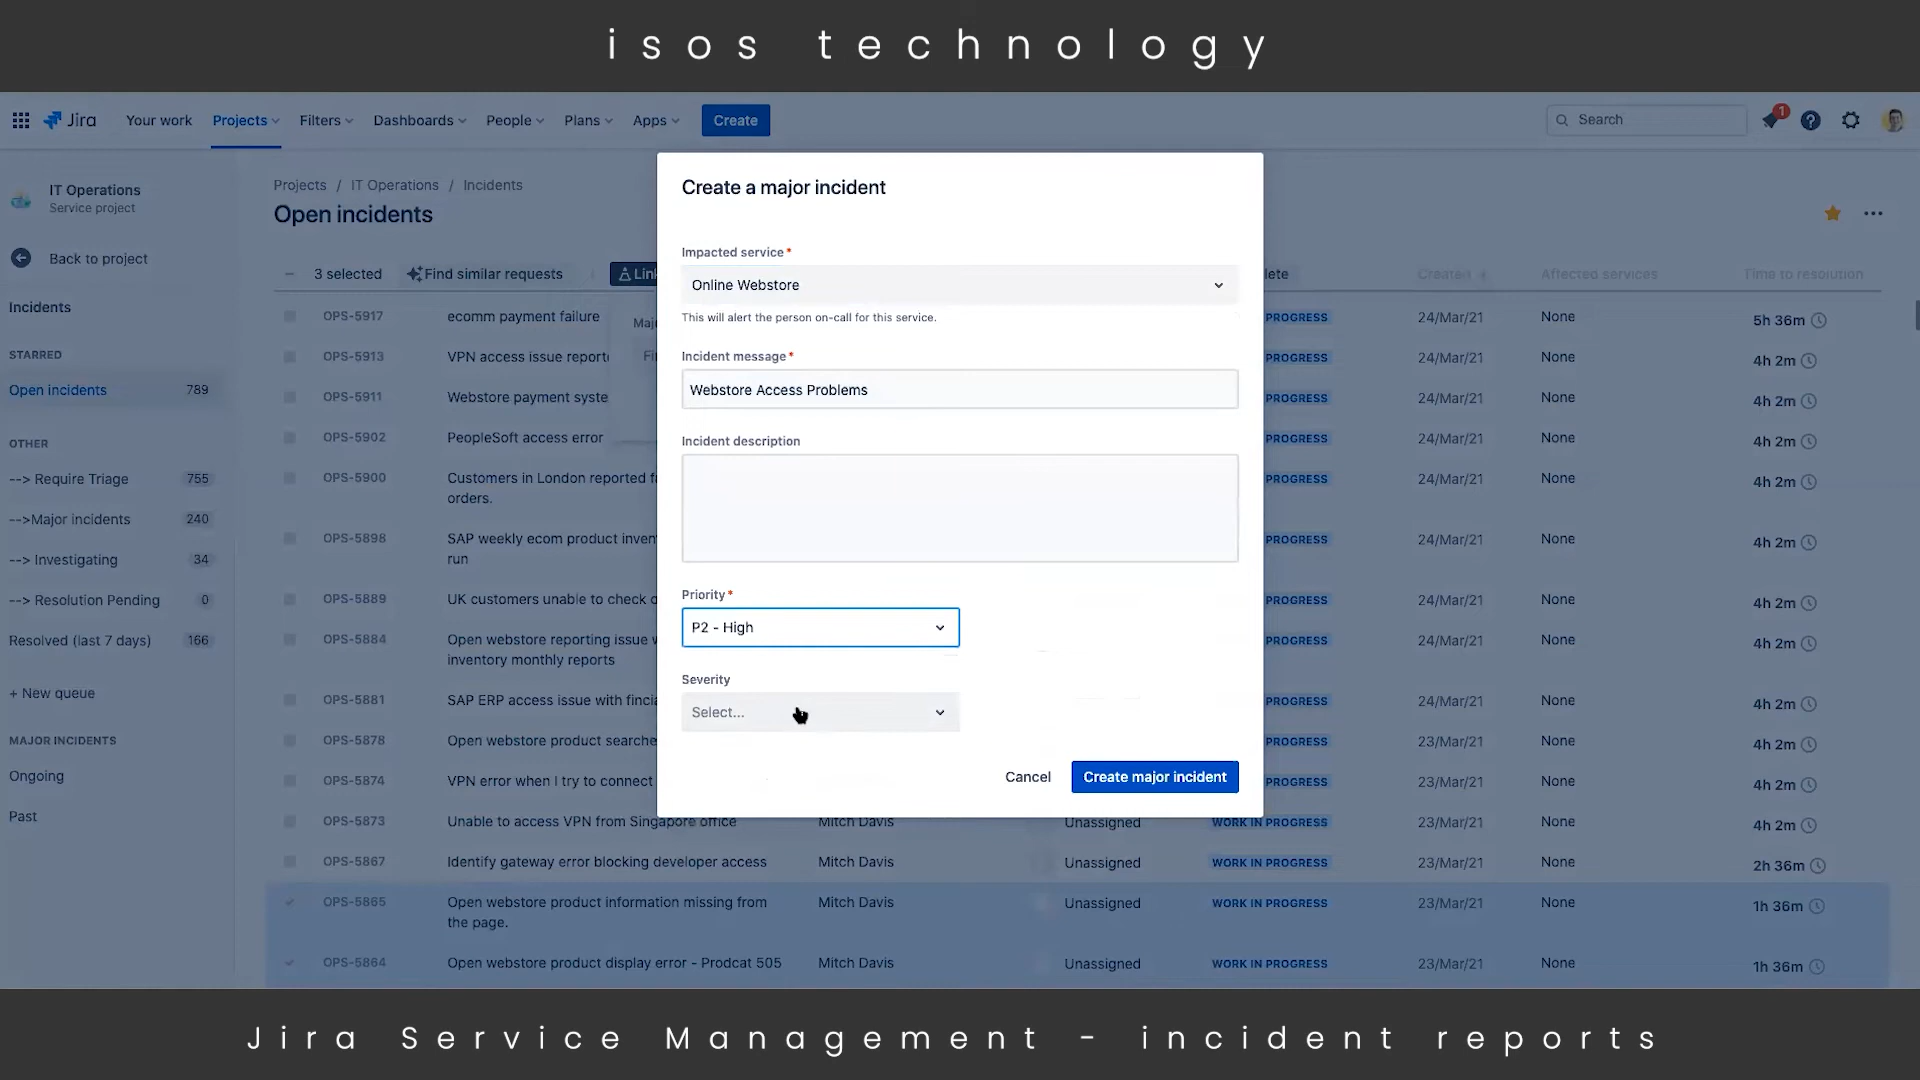 isos technology
Jira
Your work
Projects
Filters
Dashboards
People
Plans
Apps
Create
Search
1
IT Operations
Service project
Back to project
Incidents
STARRED
Open incidents 789
OTHER
--> Require Triage 755
-->Major incidents 240
--> Investigating 34
--> Resolution Pending 0
Resolved (last 7 days) 166
+ New queue
MAJOR INCIDENTS
Ongoing
Past
Projects / IT Operations / Incidents
Open incidents
3 selected Find similar requests
Created Affected services Time to resolution
OPS-5917 ecomm payment failure PROGRESS 24/Mar/21 None 5h 36m
OPS-5913 VPN access issue PROGRESS 24/Mar/21 None 4h 2m
OPS-5911 Webstore payment PROGRESS 24/Mar/21 None 4h 2m
OPS-5902 PeopleSoft access error PROGRESS 24/Mar/21 None 4h 2m
OPS-5900 Customers in London reported PROGRESS 24/Mar/21 None 4h 2m
orders.
OPS-5898 SAP weekly ecom product PROGRESS 24/Mar/21 None 4h 2m
run
OPS-5889 UK customers unable to check PROGRESS 24/Mar/21 None 4h 2m
OPS-5884 Open webstore reporting issue PROGRESS 24/Mar/21 None 4h 2m
inventory monthly reports
OPS-5881 SAP ERP access issue with PROGRESS 24/Mar/21 None 4h 2m
OPS-5878 Open webstore product PROGRESS 23/Mar/21 None 4h 2m
OPS-5874 VPN error when I try to connect PROGRESS 23/Mar/21 None 4h 2m
OPS-5873 Unable to access VPN from Singapore office Mitch Davis Unassigned WORK IN PROGRESS 23/Mar/21 None 4h 2m
OPS-5867 Identify gateway error blocking developer access Mitch Davis Unassigned WORK IN PROGRESS 23/Mar/21 None 2h 36m
OPS-5865 Open webstore product information missing from Mitch Davis Unassigned WORK IN PROGRESS 23/Mar/21 None 1h 36m
the page.
OPS-5864 Open webstore product display error - Prodcat 505 Mitch Davis Unassigned WORK IN PROGRESS 23/Mar/21 None 1h 36m
Create a major incident
Impacted service*
Online Webstore
This will alert the person on-call for this service.
Incident message*
Webstore Access Problems
Incident description
Priority*
P2 - High
Severity
Select...
Cancel
Create major incident
Jira Service Management - incident reports